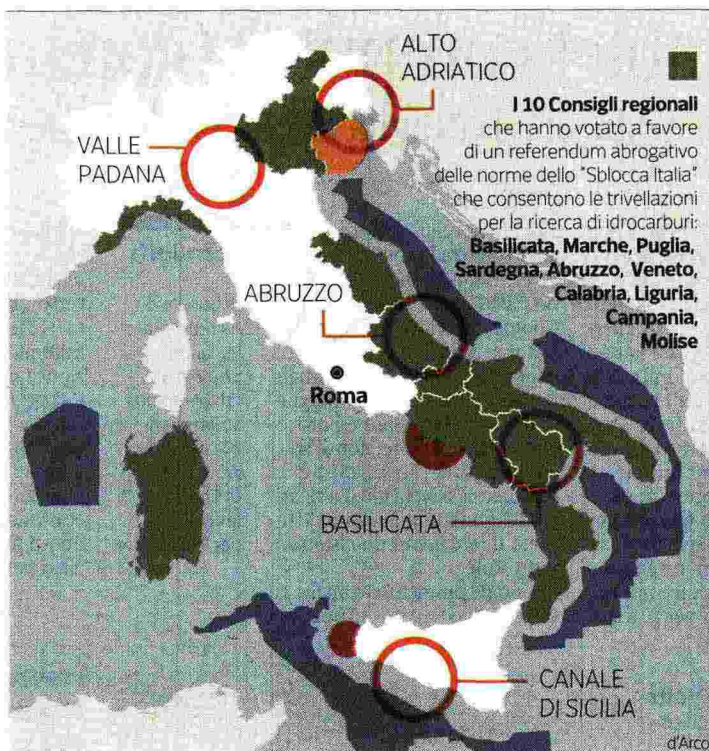 ALTO
ADRIATICO
I 10 Consigli regionali
che hanno votato a favore
di un referendum abrogativo
delle norme dello "Sblocca Italia"
che consentono le trivellazioni
per la ricerca di idrocarburi:
Basilicata, Marche, Puglia,
Sardegna, Abruzzo, Veneto,
Calabria, Liguria,
Campania,
Molise
VALLE
PADANA
ABRUZZO
Roma
BASILICATA
CANALE
DI SICILIA
d'Arco